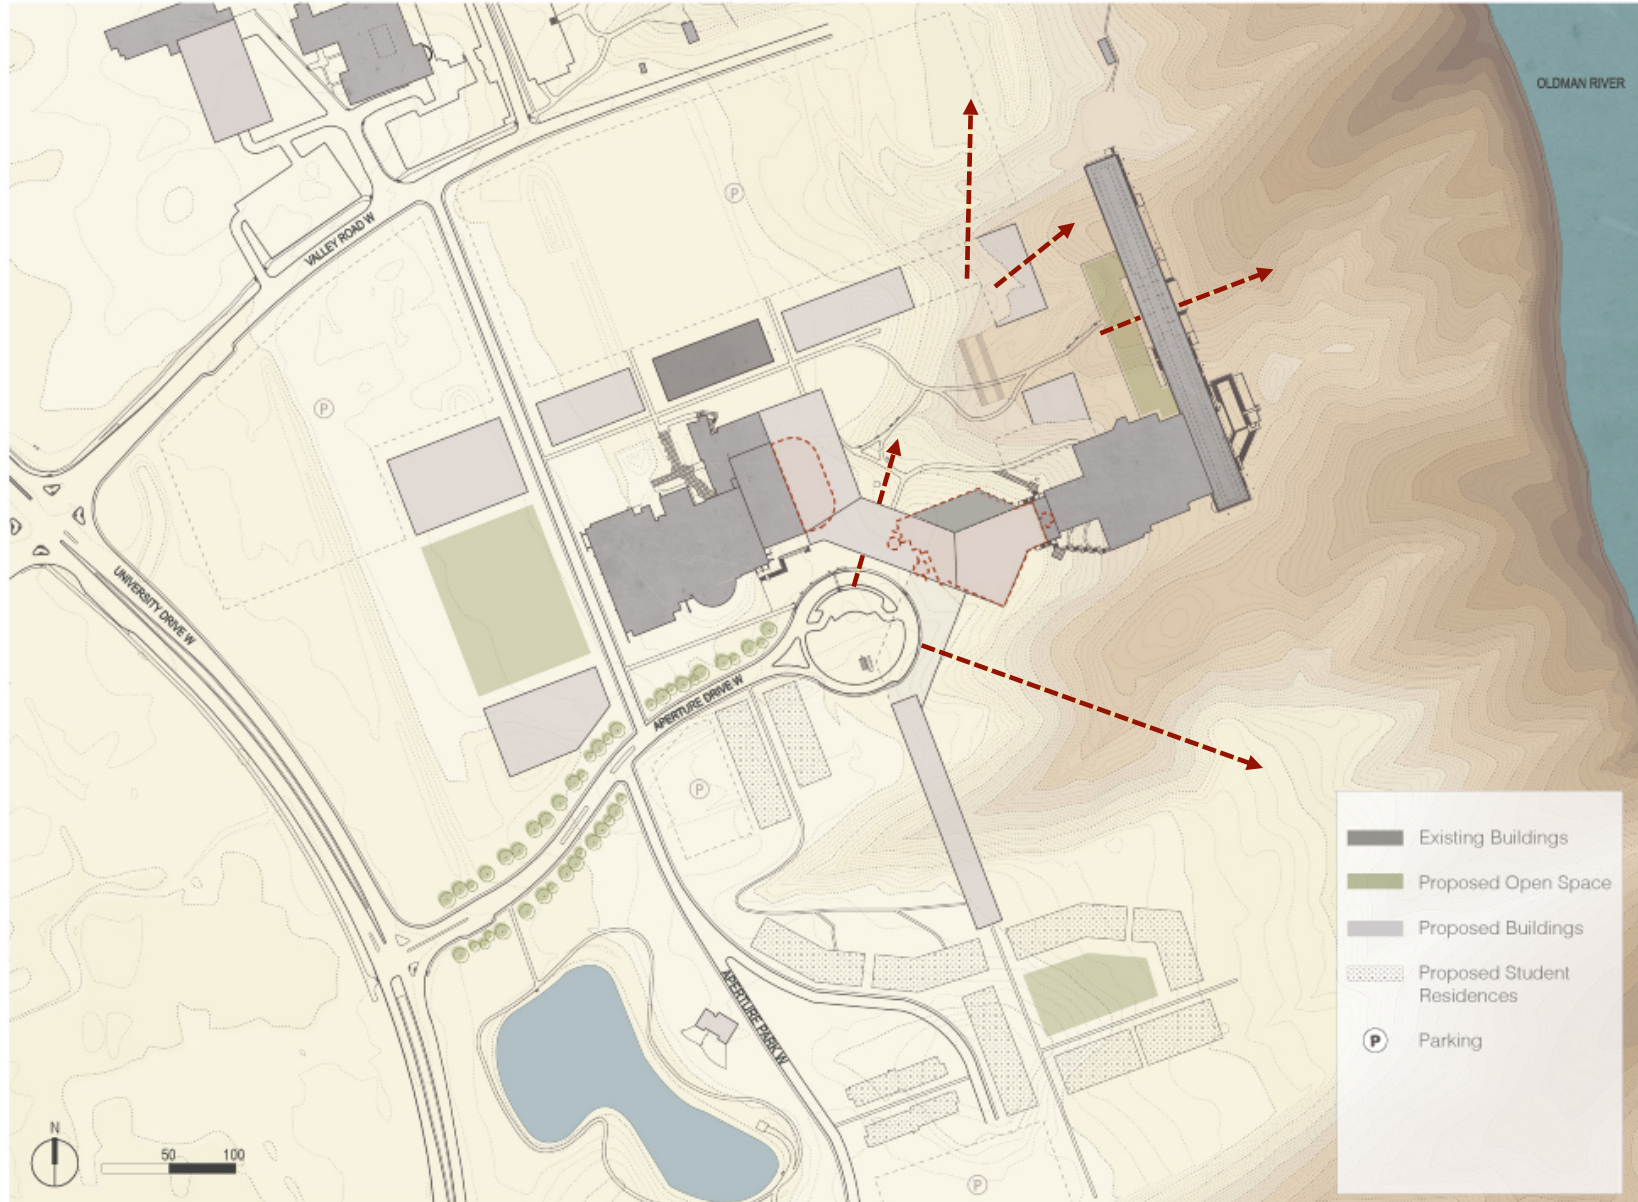 OLDMAN RIVER
P
VALLEY ROAD W
P
UNIVERSITY DRIVE W
APERTURE DRIVE W
P
Existing Buildings
Proposed Open Space
Proposed Buildings
Proposed Student
Residences
P Parking
APERTURE PARK W
N
50 100
P